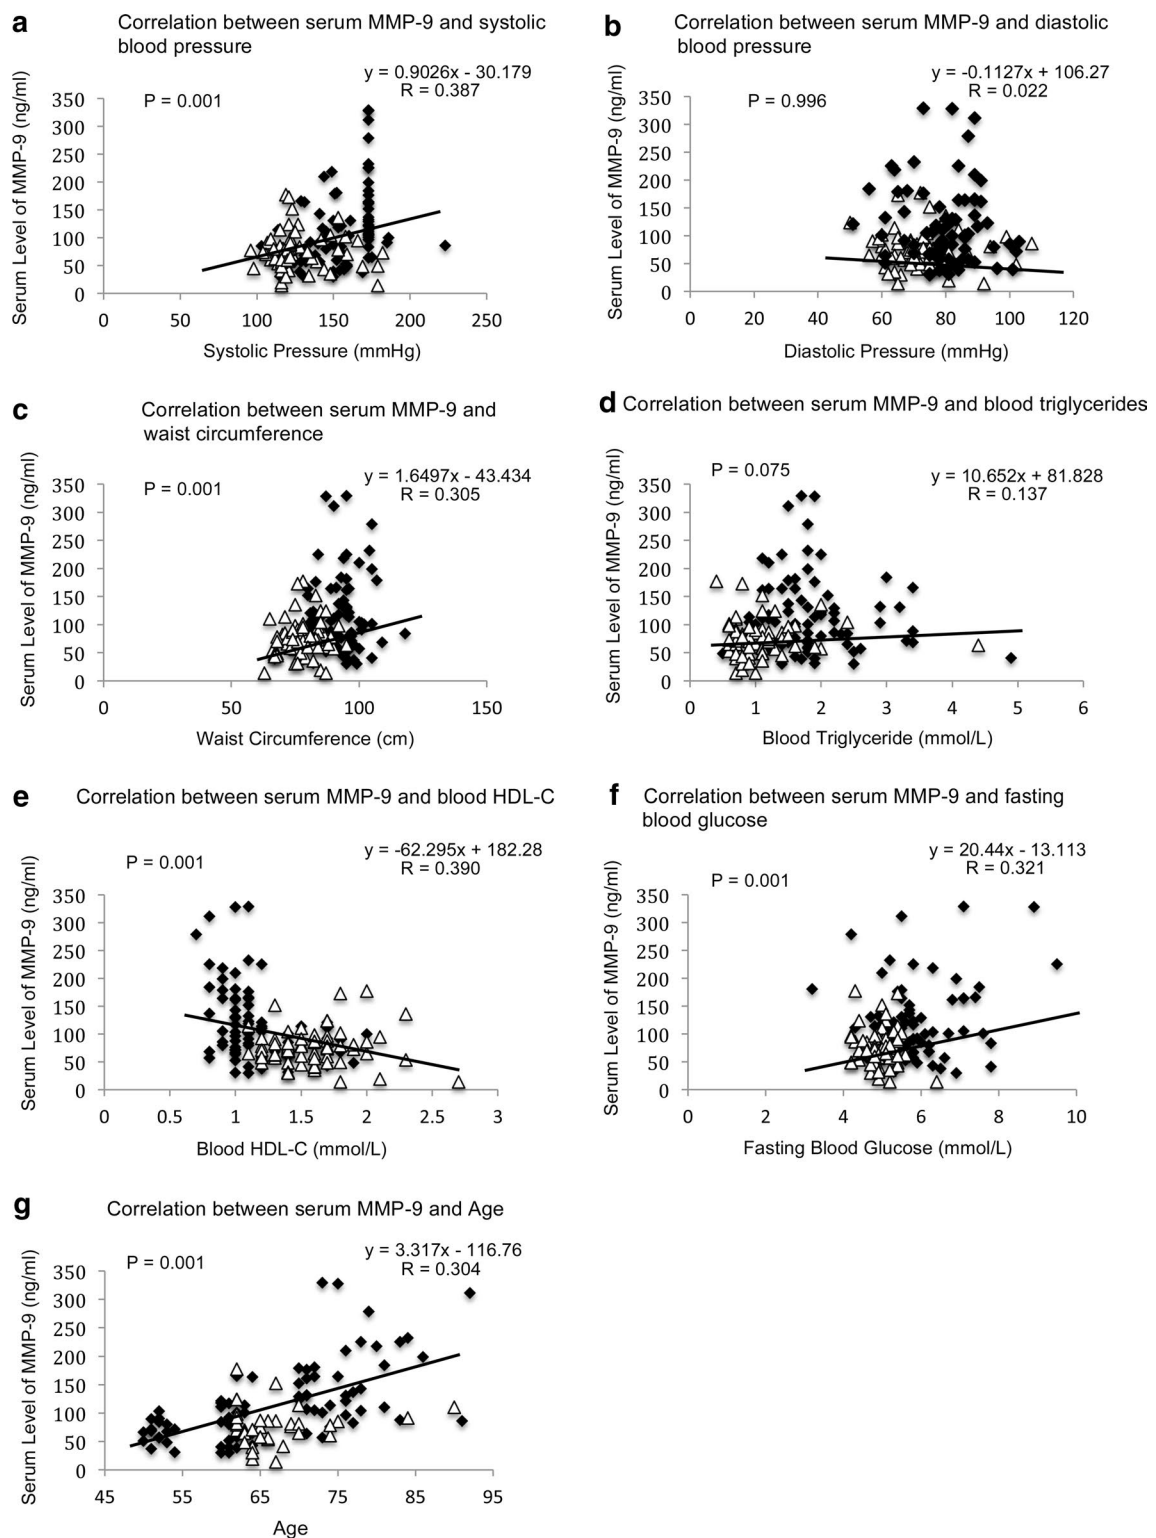 a Correlation between serum MMP-9 and systolic
blood pressure
y = 0.9026x - 30.179
R = 0.387
P = 0.001
Serum Level of MMP-9 (ng/ml)
350
300
250
200
150
100
50
0
0 50 100 150 200 250
Systolic Pressure (mmHg)
b Correlation between serum MMP-9 and diastolic
blood pressure
y = -0.1127x + 106.27
R = 0.022
P = 0.996
Serum Level of MMP-9 (ng/ml)
350
300
250
200
150
100
50
0
0 20 40 60 80 100 120
Diastolic Pressure (mmHg)
c Correlation between serum MMP-9 and
waist circumference
y = 1.6497x - 43.434
R = 0.305
P = 0.001
Serum Level of MMP-9 (ng/ml)
350
300
250
200
150
100
50
0
0 50 100 150
Waist Circumference (cm)
d Correlation between serum MMP-9 and blood triglycerides
P = 0.075
y = 10.652x + 81.828
R = 0.137
Serum Level of MMP-9 (ng/ml)
350
300
250
200
150
100
50
0
0 1 2 3 4 5 6
Blood Triglyceride (mmol/L)
e Correlation between serum MMP-9 and blood HDL-C
y = -62.295x + 182.28
R = 0.390
P = 0.001
Serum Level of MMP-9 (ng/ml)
350
300
250
200
150
100
50
0
0 0.5 1 1.5 2 2.5 3
Blood HDL-C (mmol/L)
f Correlation between serum MMP-9 and fasting
blood glucose
y = 20.44x - 13.113
R = 0.321
P = 0.001
Serum Level of MMP-9 (ng/ml)
350
300
250
200
150
100
50
0
0 2 4 6 8 10
Fasting Blood Glucose (mmol/L)
g Correlation between serum MMP-9 and Age
y = 3.317x - 116.76
R = 0.304
P = 0.001
Serum Level of MMP-9 (ng/ml)
350
300
250
200
150
100
50
0
45 55 65 75 85 95
Age